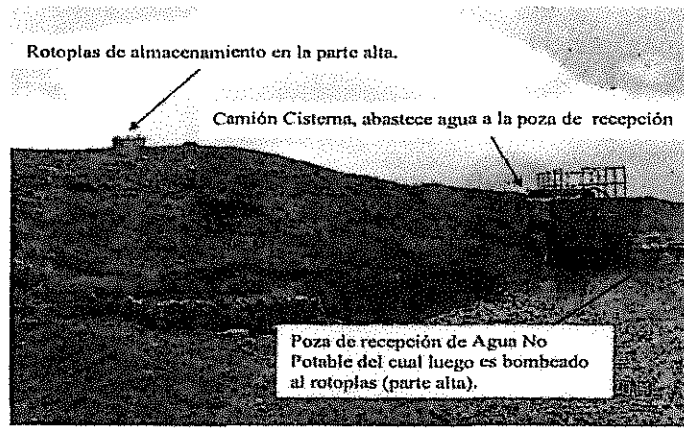 Rotoplas de almacenamiento en la parte alta.
Camión Cisterna, abastece agua a la poza de recepción
Poza de recepción de Agua No
Potable del cual luego es bombeado
al rotoplas (parte alta).